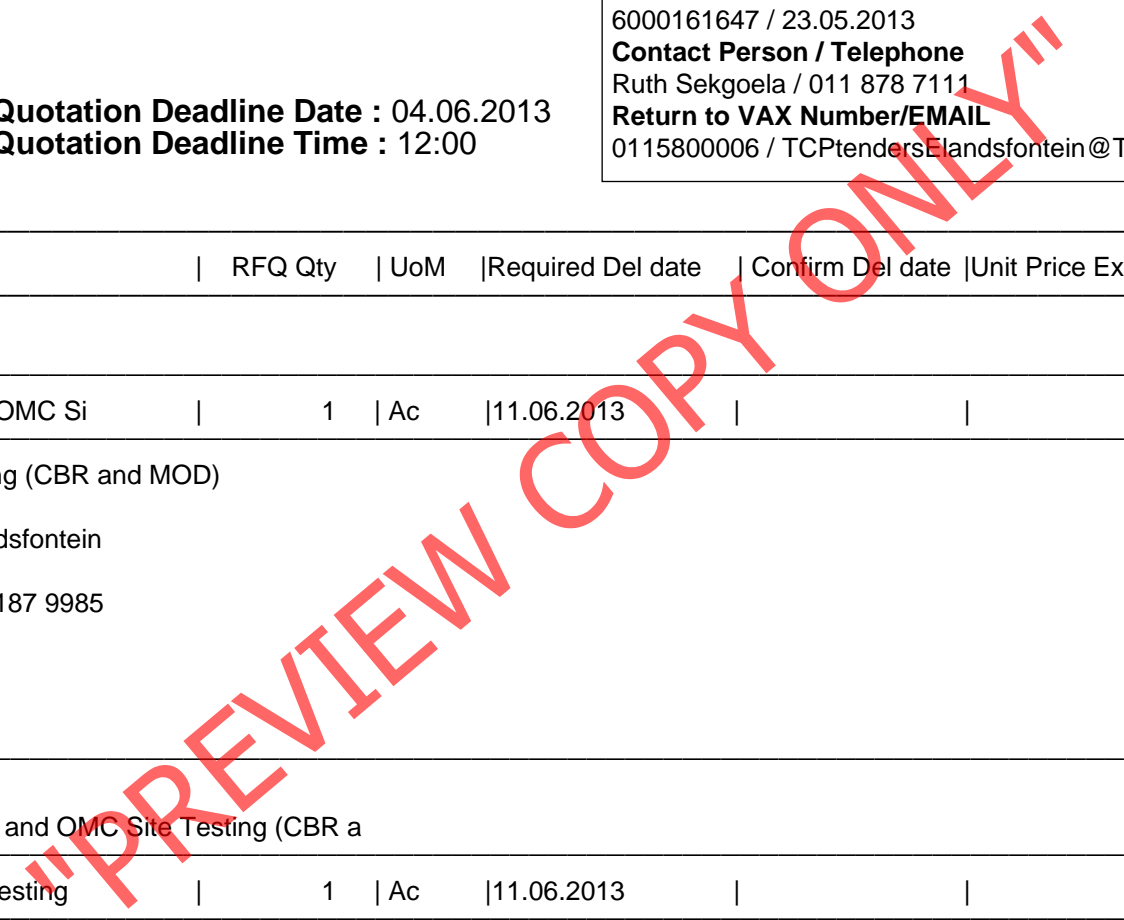 6000161647 / 23.05.2013
Contact Person / Telephone
Ruth Sekgoela / 011 878 7111
Quotation Deadline Date : 04.06.2013
Return to VAX Number/EMAIL
Quotation Deadline Time : 12:00
0115800006 / TCPtendersElandsfontein@T
| RFQ Qty | UoM |Required Del date | Confirm Del date |Unit Price Ex
OMC Si | 1 | Ac |11.06.2013 | |
ng (CBR and MOD)
dsfontein
187 9985
and OMC Site Testing (CBR a
esting | 1 | Ac |11.06.2013 | |
"PREVIEW COPY ONLY"